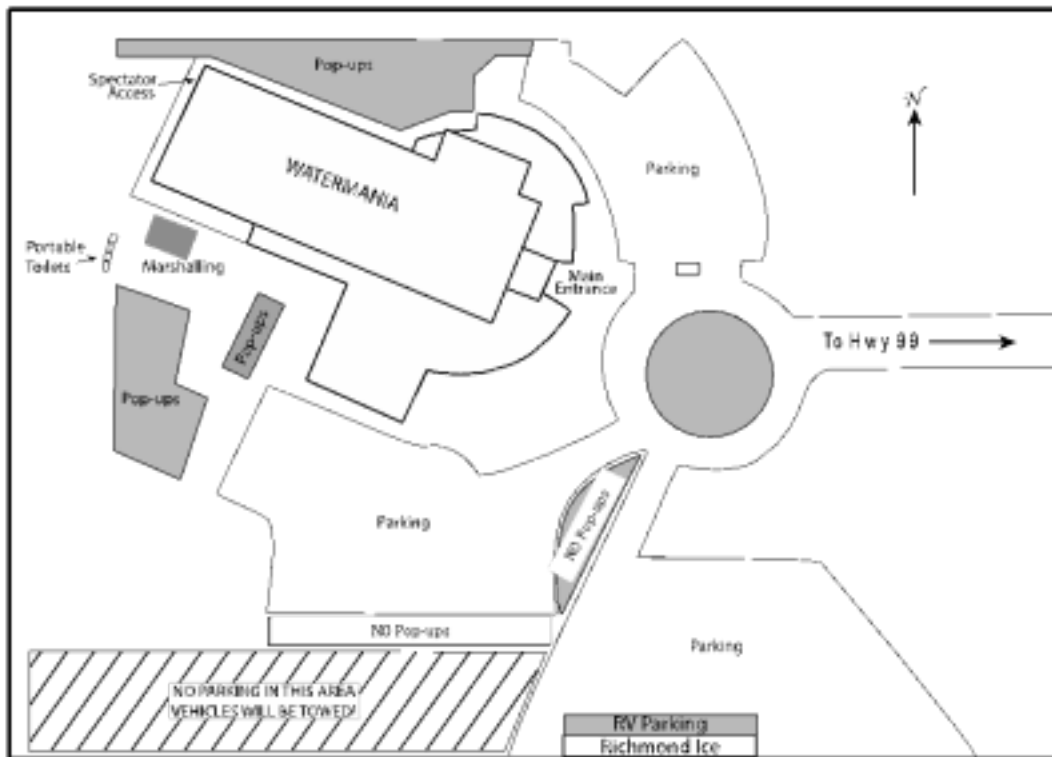 Pop-ups
Spectator
Access
N
WATERMANIA
Parking
Portable
Toilets
Marshalling
Main
Entrance
Pop-ups
To Hwy 99
Pop-ups
NO Pop-ups
Parking
NO Pop-ups
Parking
NO PARKING IN THIS AREA
VEHICLES WILL BE TOWED!
RV Parking
Richmond Ice